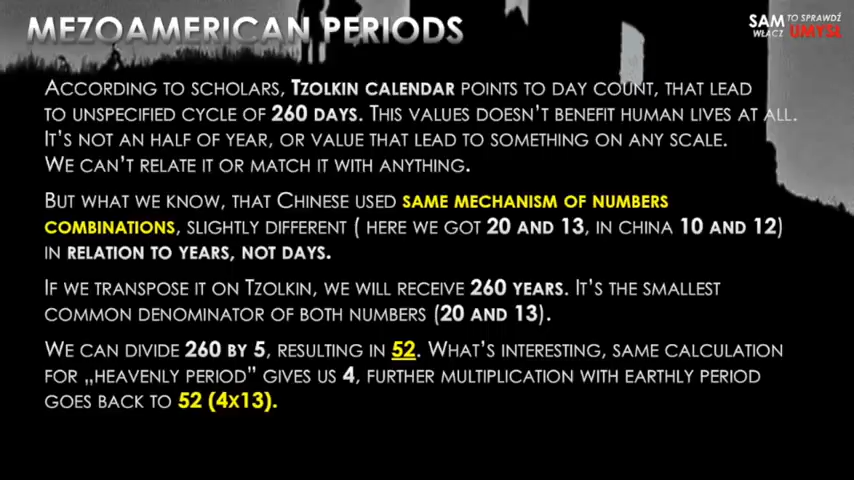 MEZOAMERICAN PERIODS
SAM TO SPRAWDŹ
WŁĄCZ UMYSŁ
ACCORDING TO SCHOLARS, TZOLKIN CALENDAR POINTS TO DAY COUNT, THAT LEAD
TO UNSPECIFIED CYCLE OF 260 DAYS. THIS VALUES DOESN'T BENEFIT HUMAN LIVES AT ALL.
IT'S NOT AN HALF OF YEAR, OR VALUE THAT LEAD TO SOMETHING ON ANY SCALE.
WE CAN'T RELATE IT OR MATCH IT WITH ANYTHING.
BUT WHAT WE KNOW, THAT CHINESE USED SAME MECHANISM OF NUMBERS
COMBINATIONS, SLIGHTLY DIFFERENT ( HERE WE GOT 20 AND 13, IN CHINA 10 AND 12)
IN RELATION TO YEARS, NOT DAYS.
IF WE TRANSPOSE IT ON TZOLKIN, WE WILL RECEIVE 260 YEARS. IT'S THE SMALLEST
COMMON DENOMINATOR OF BOTH NUMBERS (20 AND 13).
WE CAN DIVIDE 260 BY 5, RESULTING IN 52. WHAT'S INTERESTING, SAME CALCULATION
FOR „HEAVENLY PERIOD" GIVES US 4, FURTHER MULTIPLICATION WITH EARTHLY PERIOD
GOES BACK TO 52 (4X13).